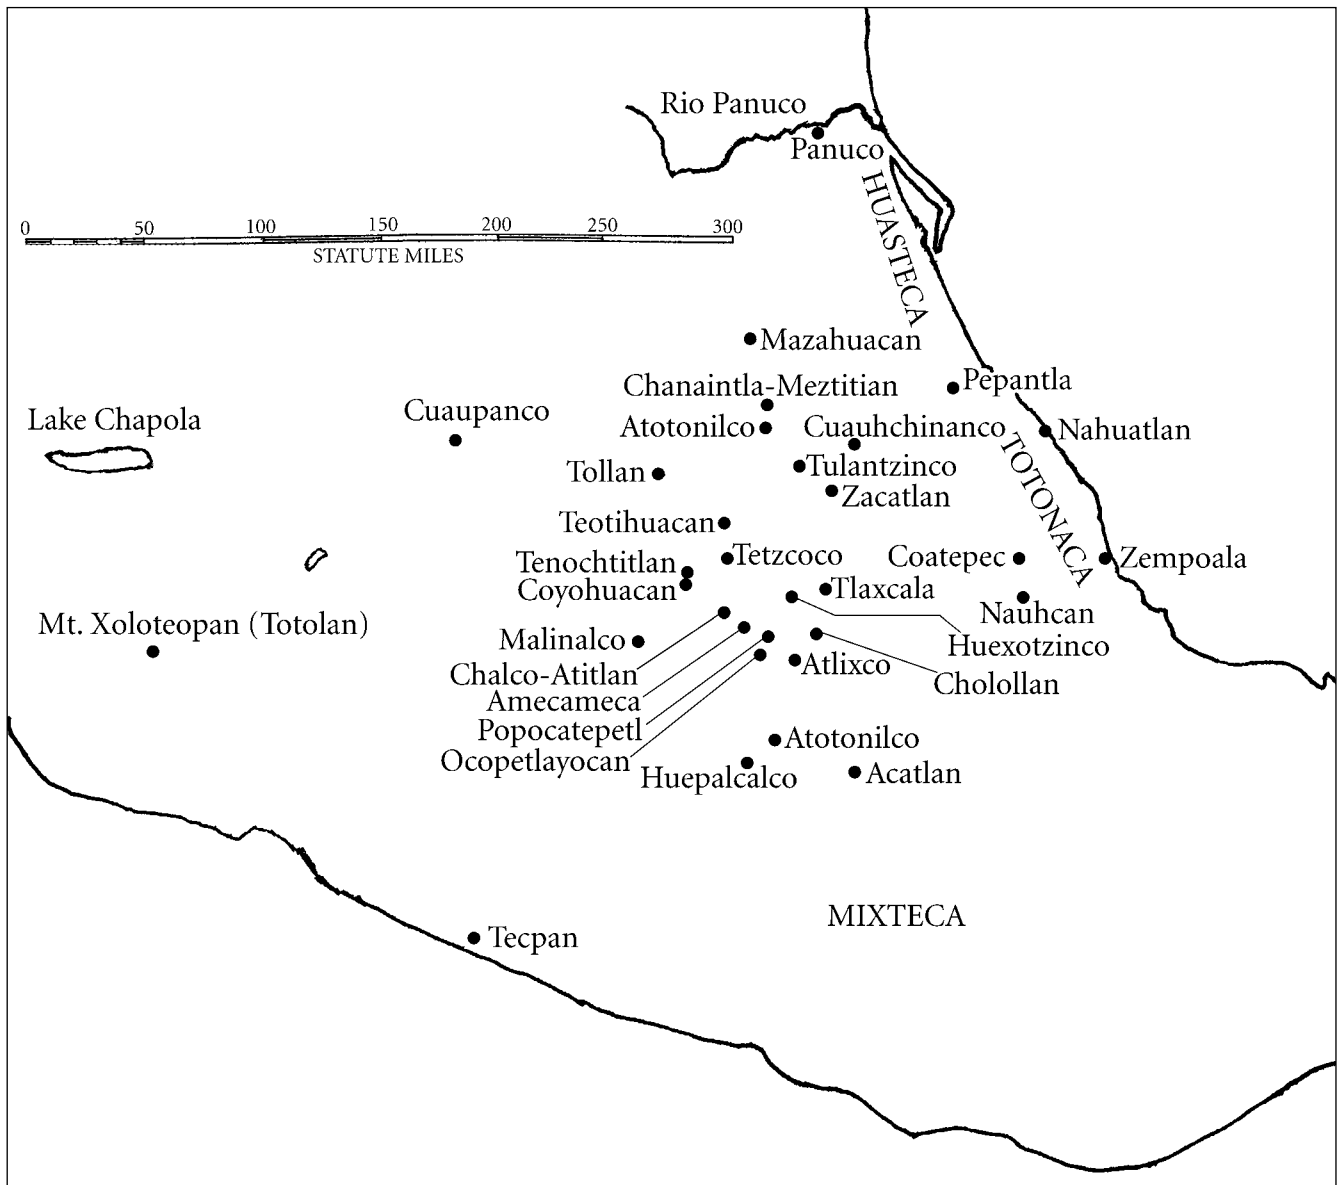 Rio Panuco
Panuco
HUASTECA
0 50 100 150 200 250 300
STATUTE MILES
Mazahuacan
Chanaintla-Meztitian
Pepantla
Lake Chapola
Cuaupanco
Atotonilco
Cuauhchinanco
Nahuatlan
TOTONACA
Tollan
Tulantzinco
Zacatlan
Teotihuacan
Tenochtitlan
Tetzcoco
Coatepec
Zempoala
Coyohuacan
Tlaxcala
Nauhcan
Mt. Xoloteopan (Totolan)
Malinalco
Huexotzinco
Chalco-Atitlan
Atlixco
Cholollan
Amecameca
Popocatepetl
Ocopetlayocan
Atotonilco
Huepalcalco
Acatlan
MIXTECA
Tecpan